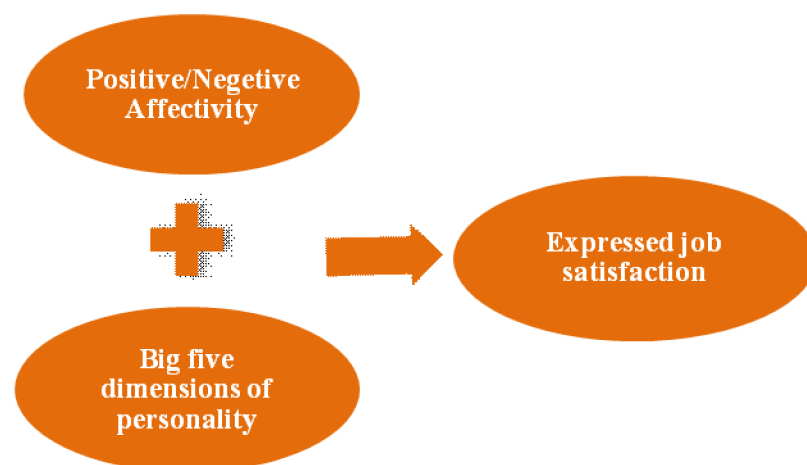 Positive/Negetive
Affectivity
Expressed job
satisfaction
Big five
dimensions of
personality